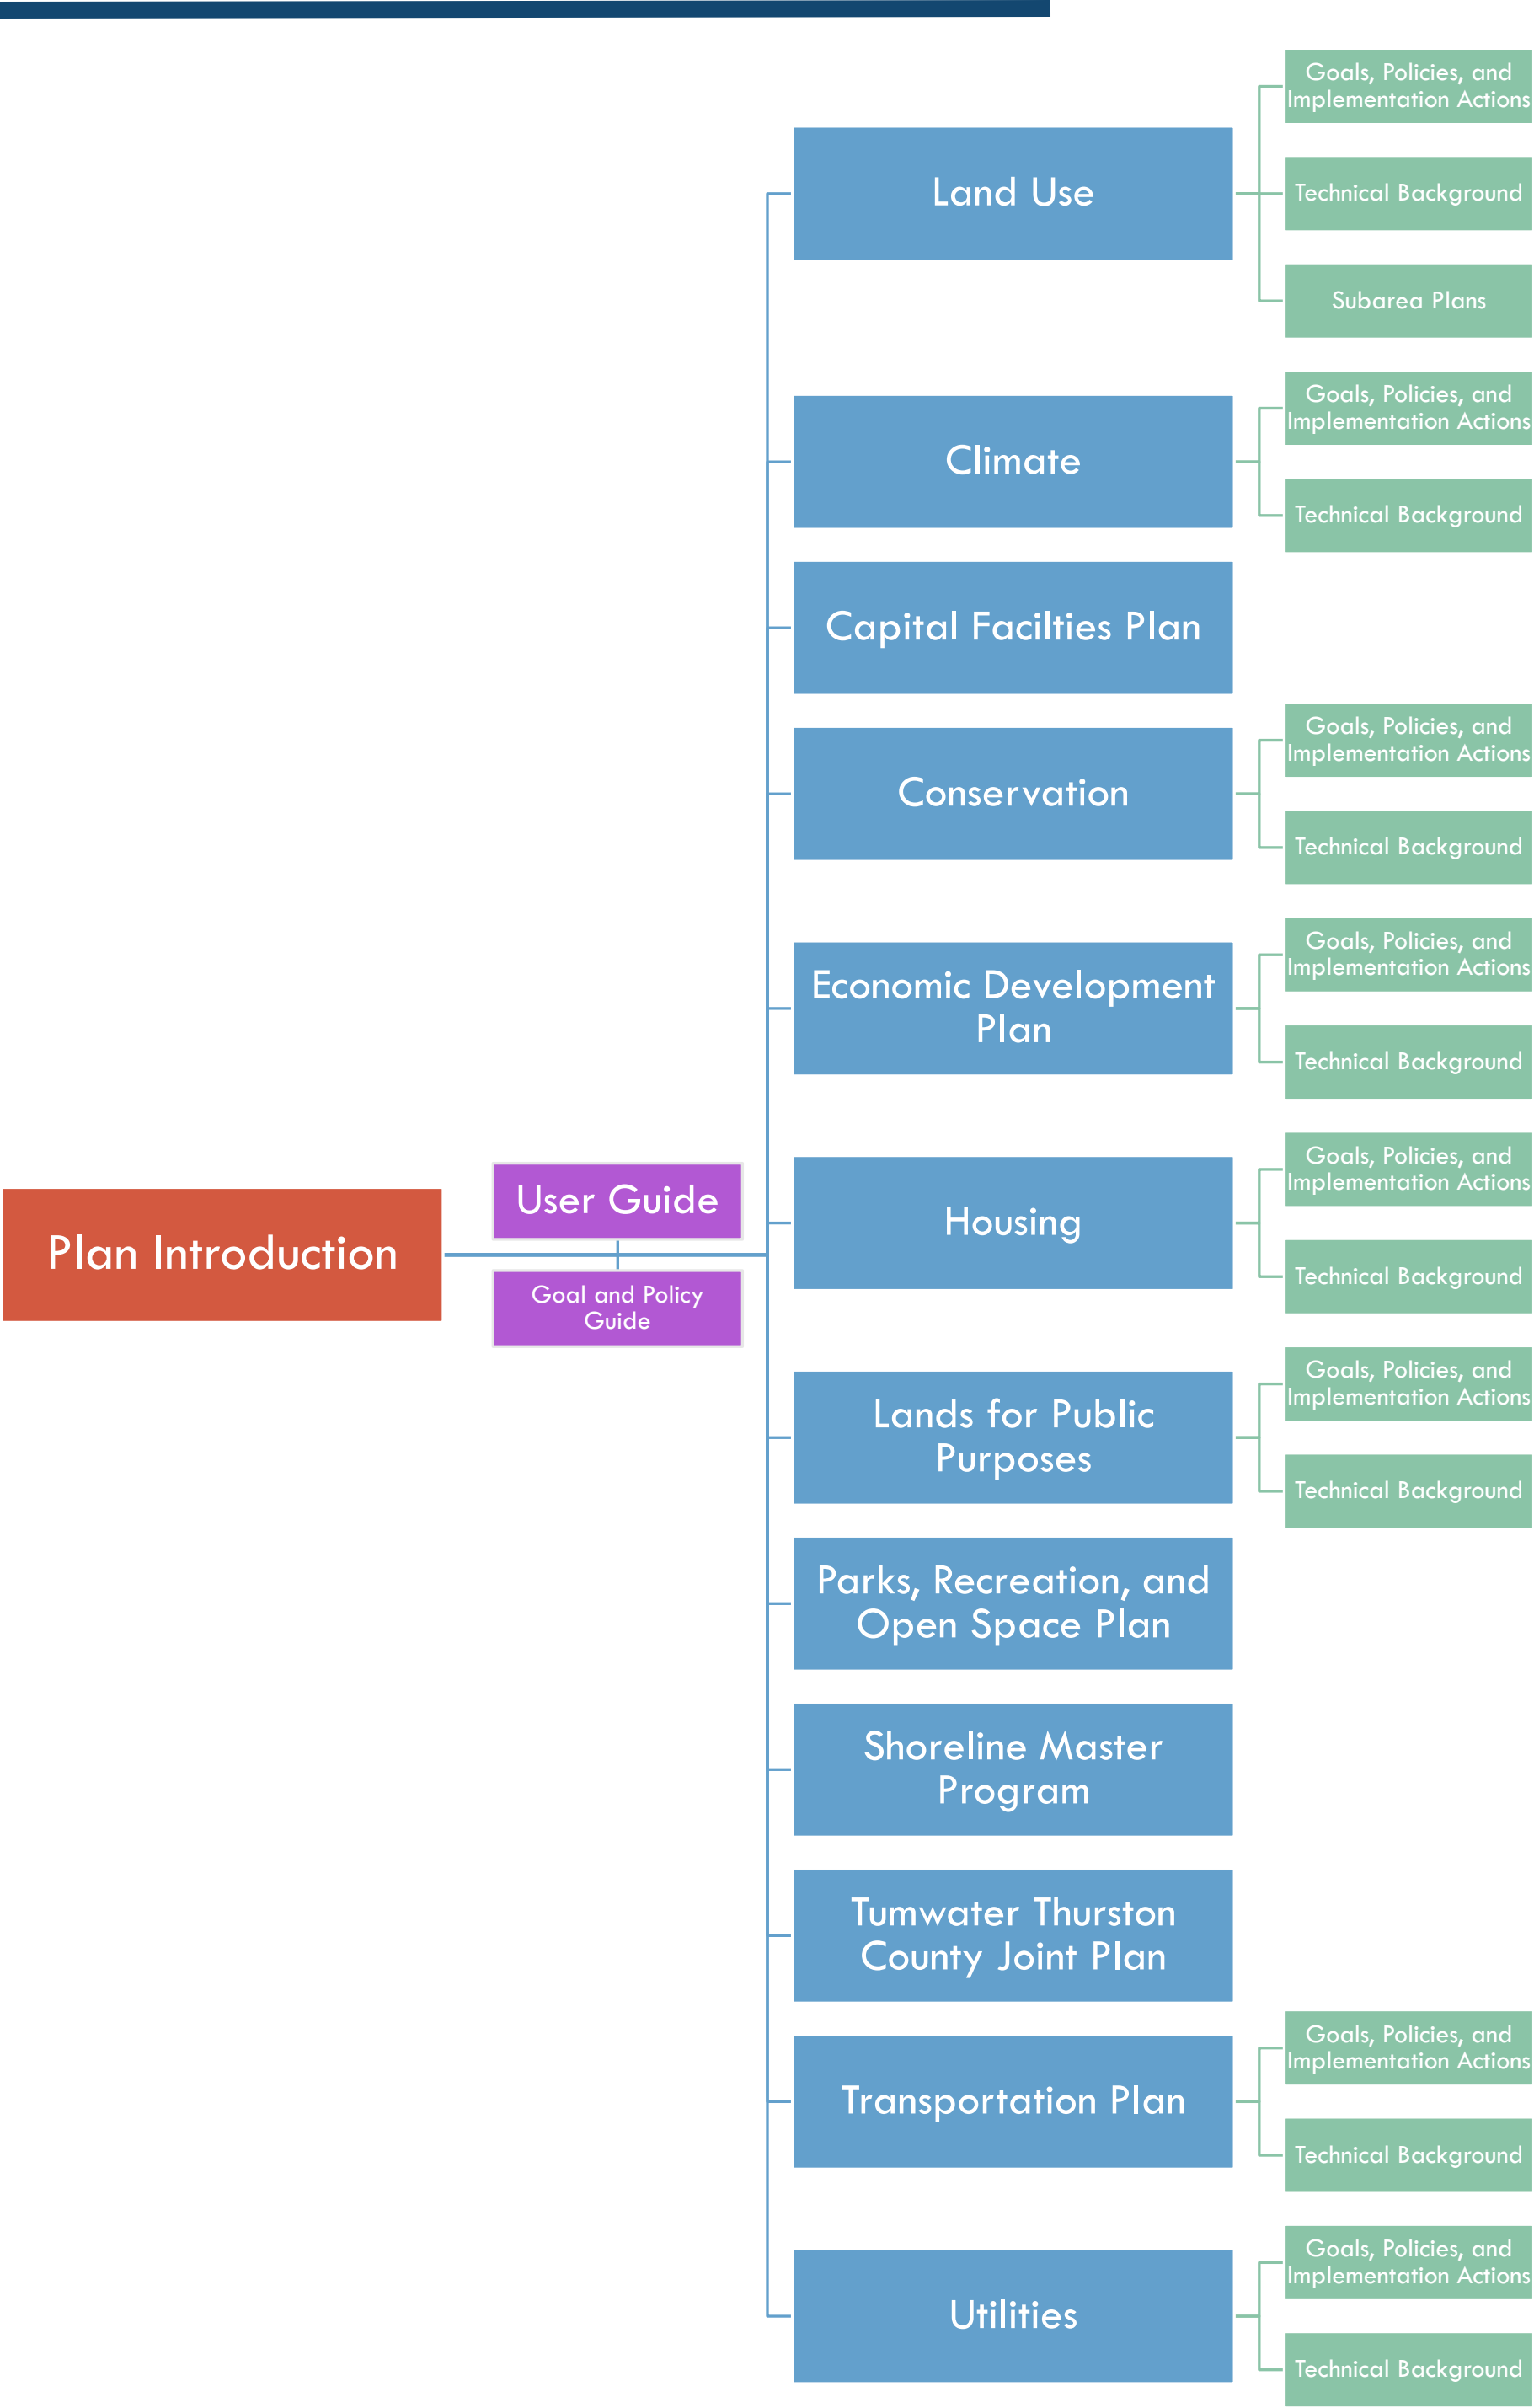 Plan Introduction
User Guide
Goal and Policy
Guide
Land Use
Goals, Policies, and
Implementation Actions
Technical Background
Subarea Plans
Climate
Goals, Policies, and
Implementation Actions
Technical Background
Capital Facilties Plan
Conservation
Goals, Policies, and
Implementation Actions
Technical Background
Economic Development
Plan
Goals, Policies, and
Implementation Actions
Technical Background
Housing
Goals, Policies, and
Implementation Actions
Technical Background
Lands for Public
Purposes
Goals, Policies, and
Implementation Actions
Technical Background
Parks, Recreation, and
Open Space Plan
Shoreline Master
Program
Tumwater Thurston
County Joint Plan
Transportation Plan
Goals, Policies, and
Implementation Actions
Technical Background
Utilities
Goals, Policies, and
Implementation Actions
Technical Background